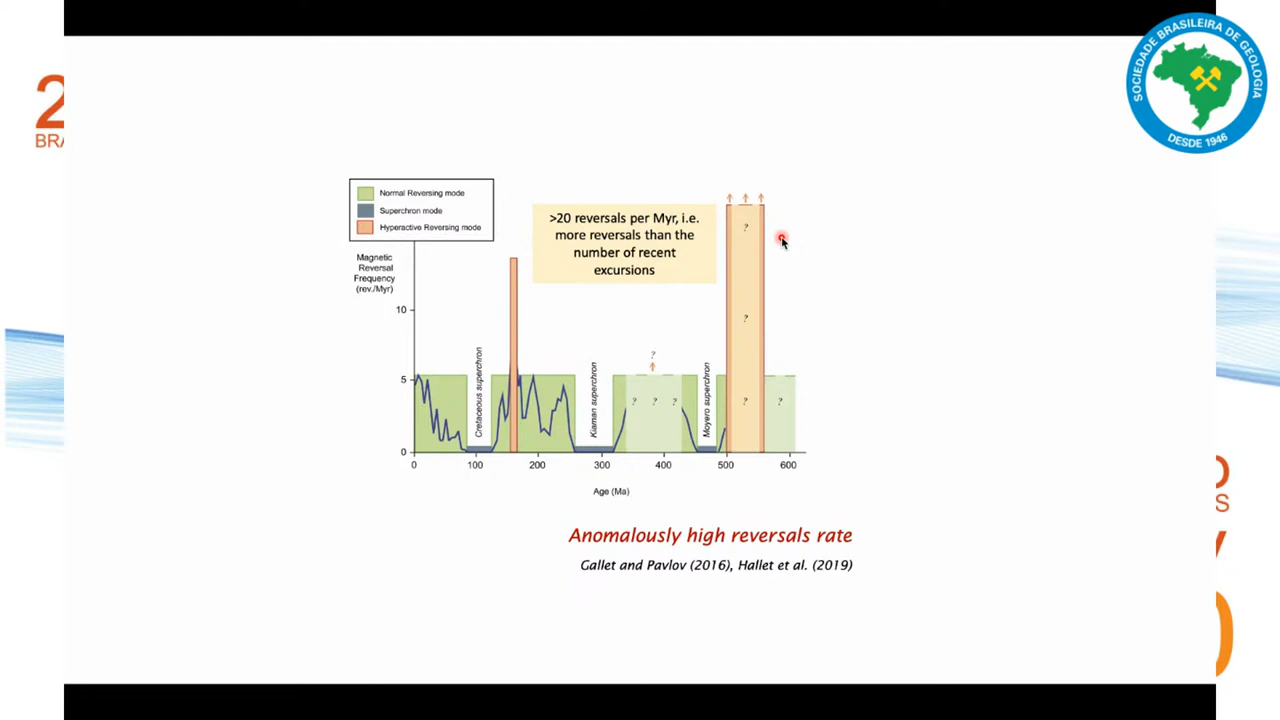 SOCIEDADE BRASILEIRA DE GEOLOGIA
DESDE 1946
2
BRA
Normal Reversing mode
Superchron mode
Hyperactive Reversing mode
>20 reversals per Myr, i.e.
more reversals than the
number of recent
excursions
Magnetic
Reversal
Frequency
(rev./Myr)
10
5
0
Cretaceous superchron
Kiaman superchron
Moyero superchron
?
?
?
?
? ? ?
?
?
0 100 200 300 400 500 600
Age (Ma)
Anomalously high reversals rate
Gallet and Pavlov (2016), Hallet et al. (2019)